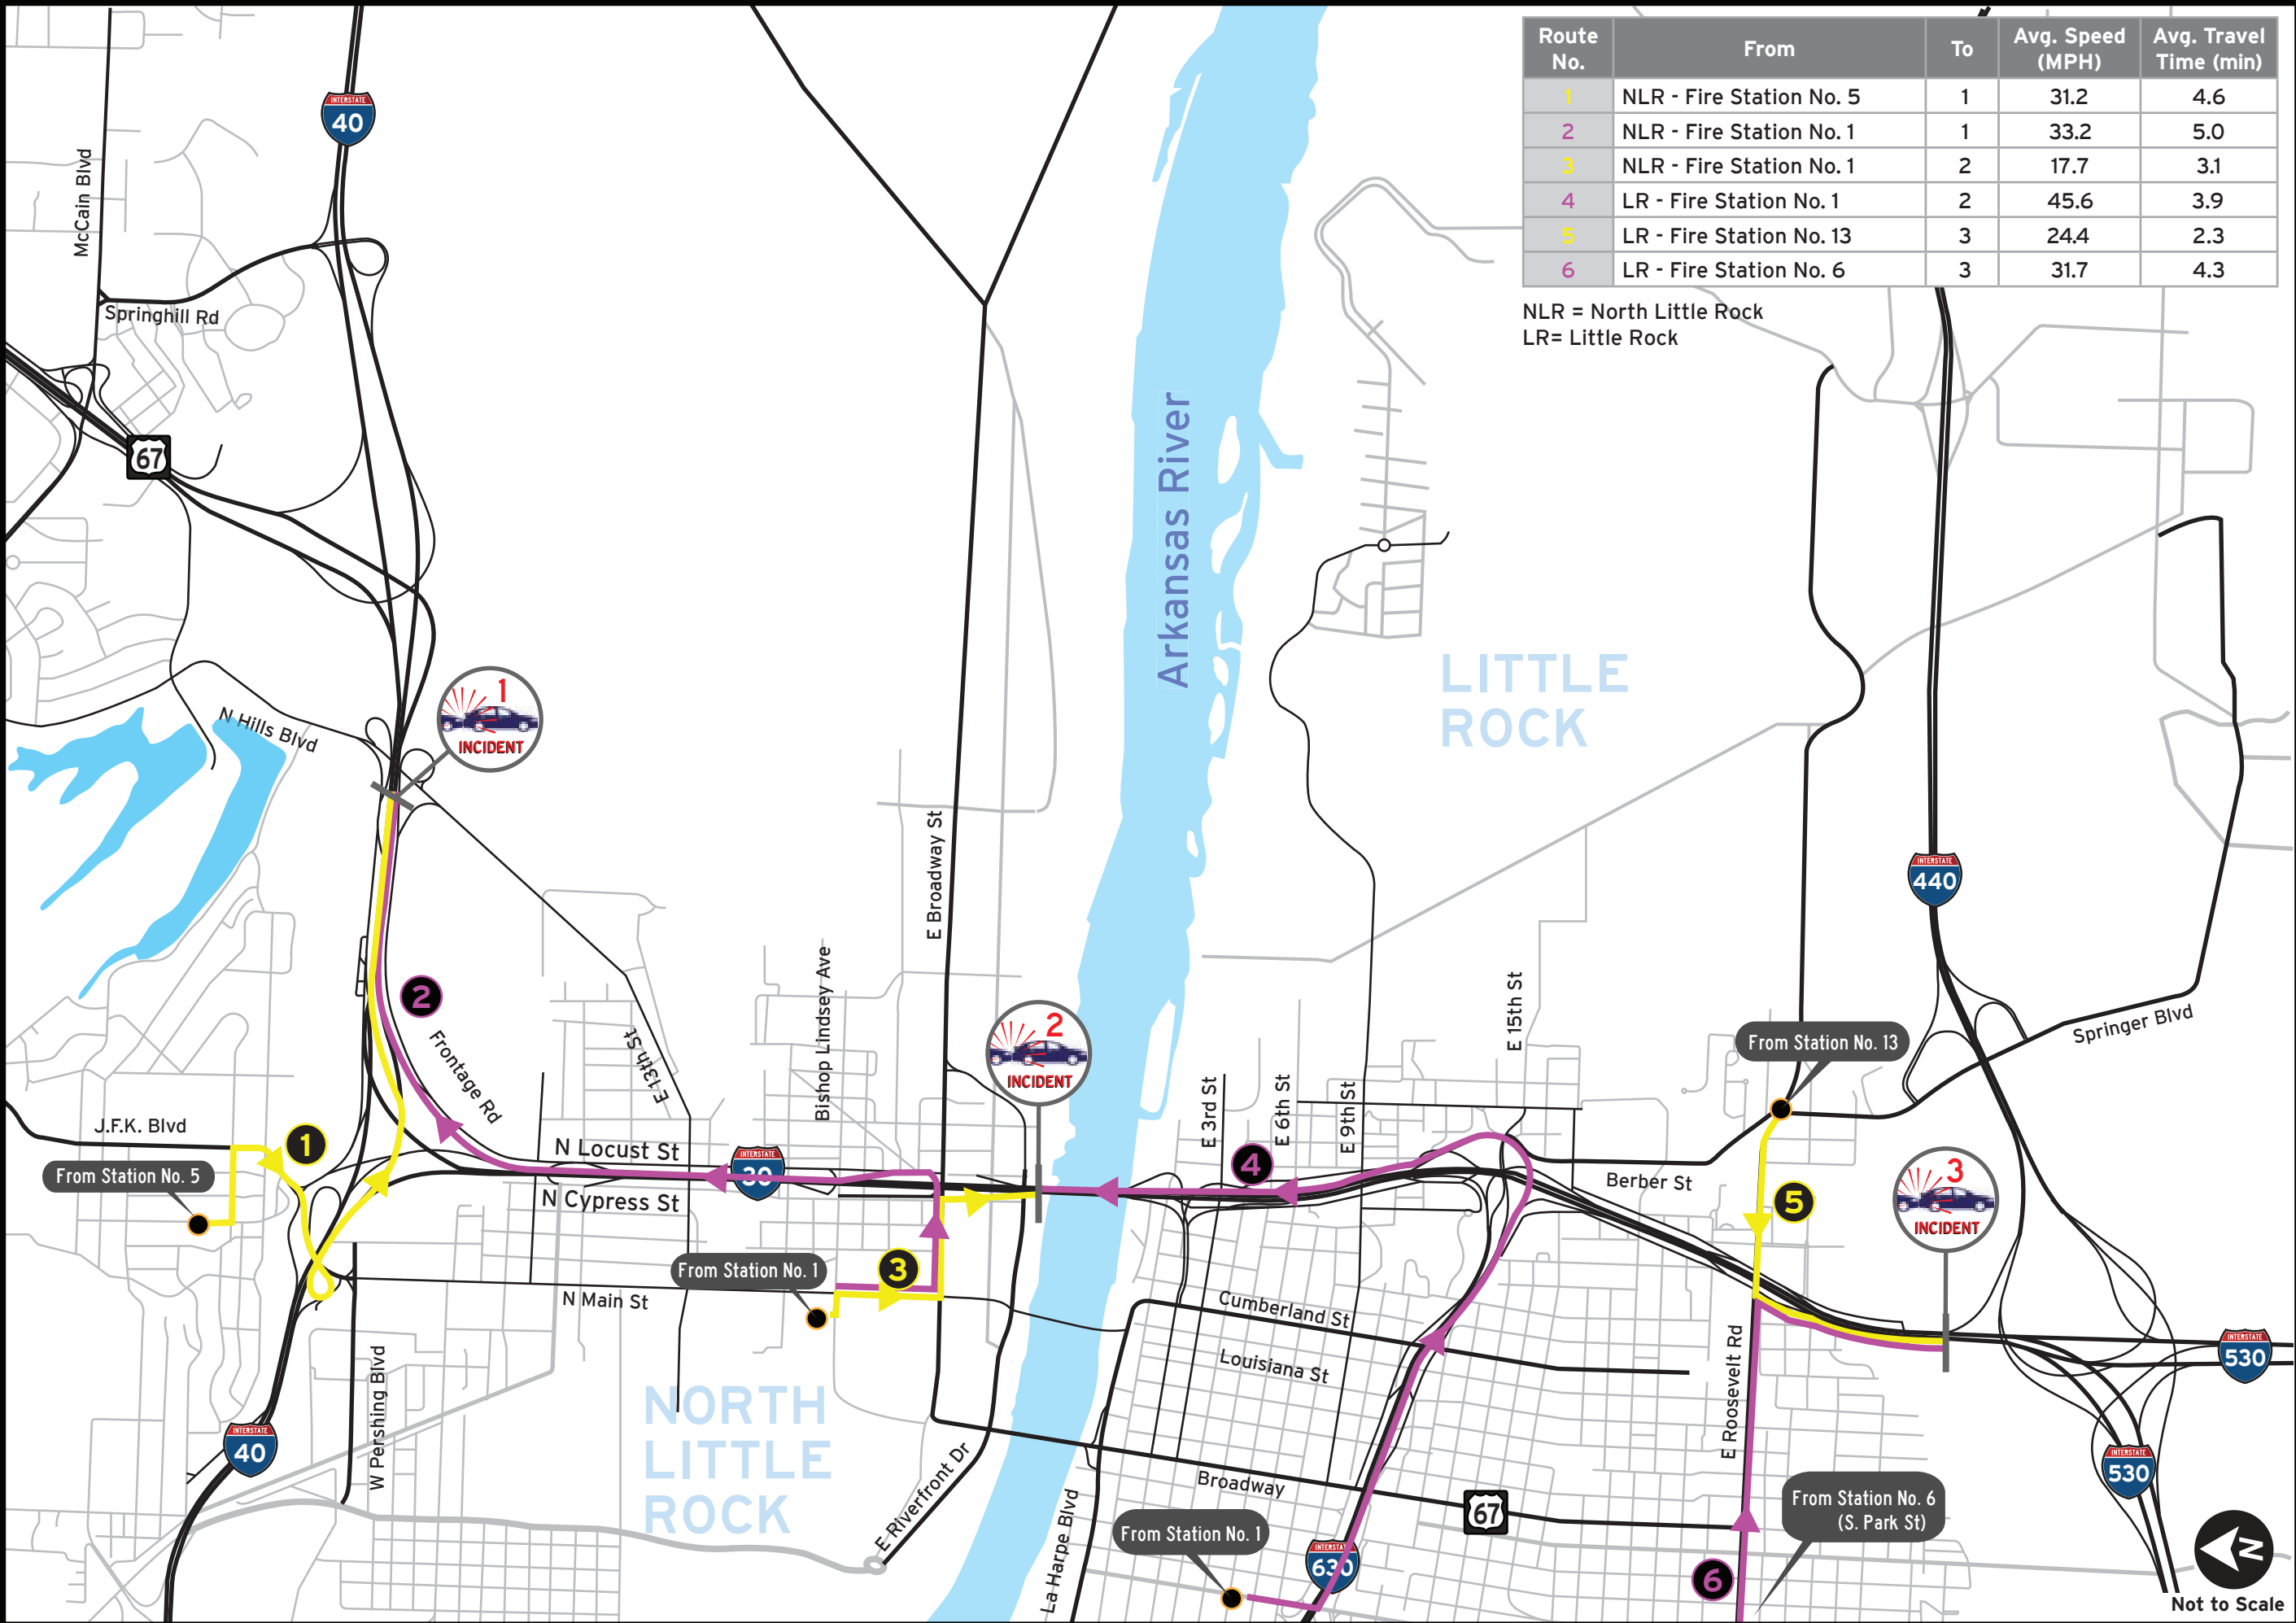 Route No. From To Avg. Speed (MPH) Avg. Travel Time (min)
1 NLR - Fire Station No. 5 1 31.2 4.6
2 NLR - Fire Station No. 1 1 33.2 5.0
3 NLR - Fire Station No. 1 2 17.7 3.1
4 LR - Fire Station No. 1 2 45.6 3.9
5 LR - Fire Station No. 13 3 24.4 2.3
6 LR - Fire Station No. 6 3 31.7 4.3
NLR = North Little Rock
LR= Little Rock
INTERSTATE
40
McCain Blvd
Springhill Rd
67
N Hills Blvd
1
INCIDENT
Arkansas River
LITTLE
ROCK
E Broadway St
INTERSTATE
440
2
Frontage Rd
E 13th St
Bishop Lindsey Ave
2
INCIDENT
E 15th St
From Station No. 13
Springer Blvd
J.F.K. Blvd
1
From Station No. 5
N Locust St
INTERSTATE
30
N Cypress St
E 3rd St
E 6th St
E 9th St
4
Berber St
5
3
INCIDENT
From Station No. 1
3
N Main St
Cumberland St
Louisiana St
E Roosevelt Rd
INTERSTATE
530
W Pershing Blvd
INTERSTATE
40
NORTH
LITTLE
ROCK
E Riverfront Dr
La Harpe Blvd
Broadway
67
From Station No. 1
INTERSTATE
630
From Station No. 6
(S. Park St)
6
INTERSTATE
530
N
Not to Scale